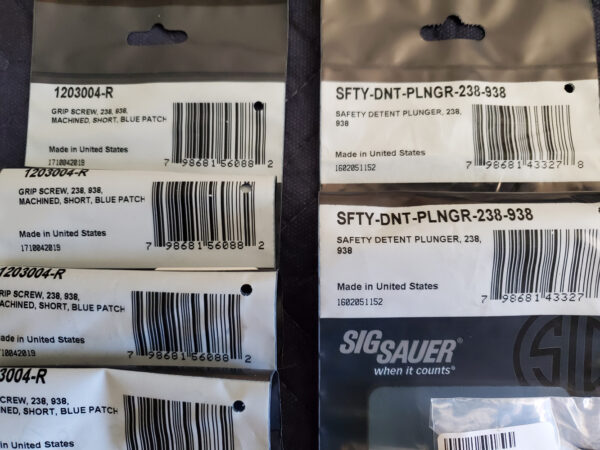 1203004-R
GRIP SCREW, 238, 938,
MACHINED, SHORT, BLUE PATCH
Made in United States
1710042019
7 98681 56088 2
1203004-R
GRIP SCREW, 238, 938,
MACHINED, SHORT, BLUE PATCH
Made in United States
1710042019
7 98681 56088 2
1203004-R
GRIP SCREW, 238, 938,
MACHINED, SHORT, BLUE PATCH
Made in United States
1710042019
7 98681 56088 2
3004-R
SCREW, 238, 938,
NED, SHORT, BLUE PATCH
in United States
SFTY-DNT-PLNGR-238-938
SAFETY DETENT PLUNGER, 238,
938
Made in United States
1602051152
7 98681 43327 8
SFTY-DNT-PLNGR-238-938
SAFETY DETENT PLUNGER, 238,
938
Made in United States
1602051152
7 98681 43327
SIG SAUER®
when it counts®
SIG